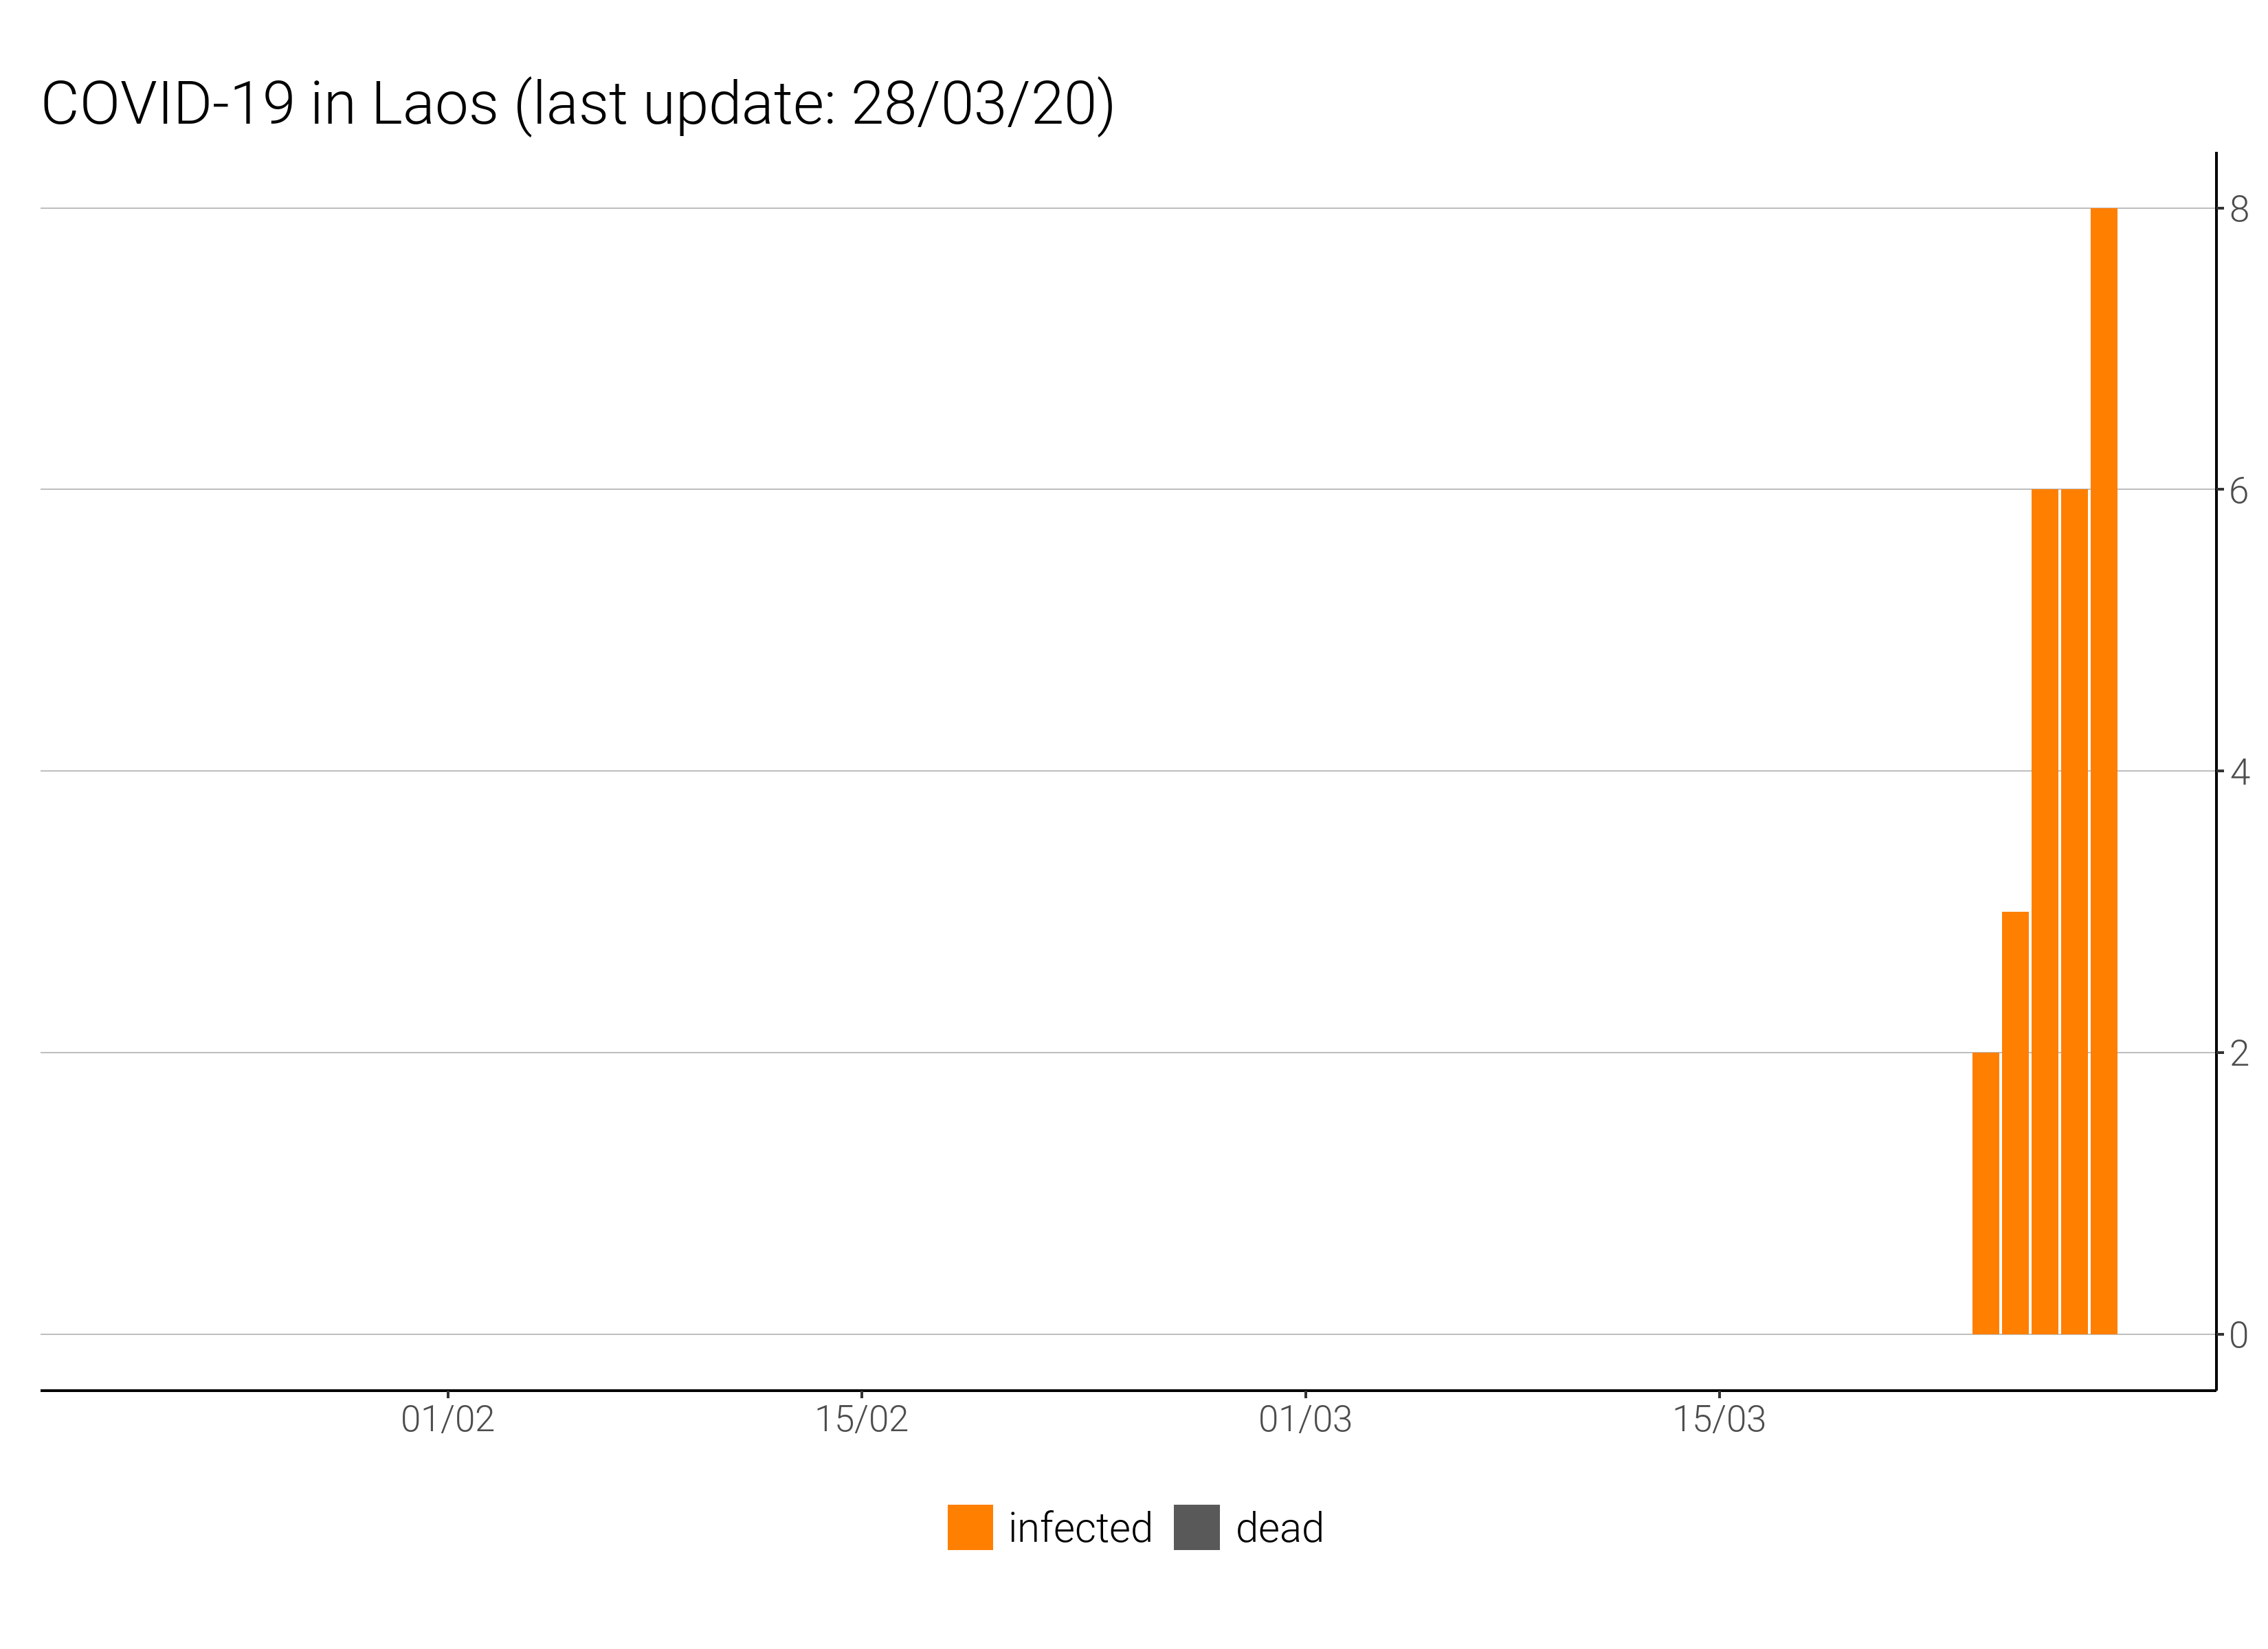 COVID-19 in Laos (last update: 28/03/20)
8
6
4
2
0
01/02 15/02 01/03 15/03
infected dead